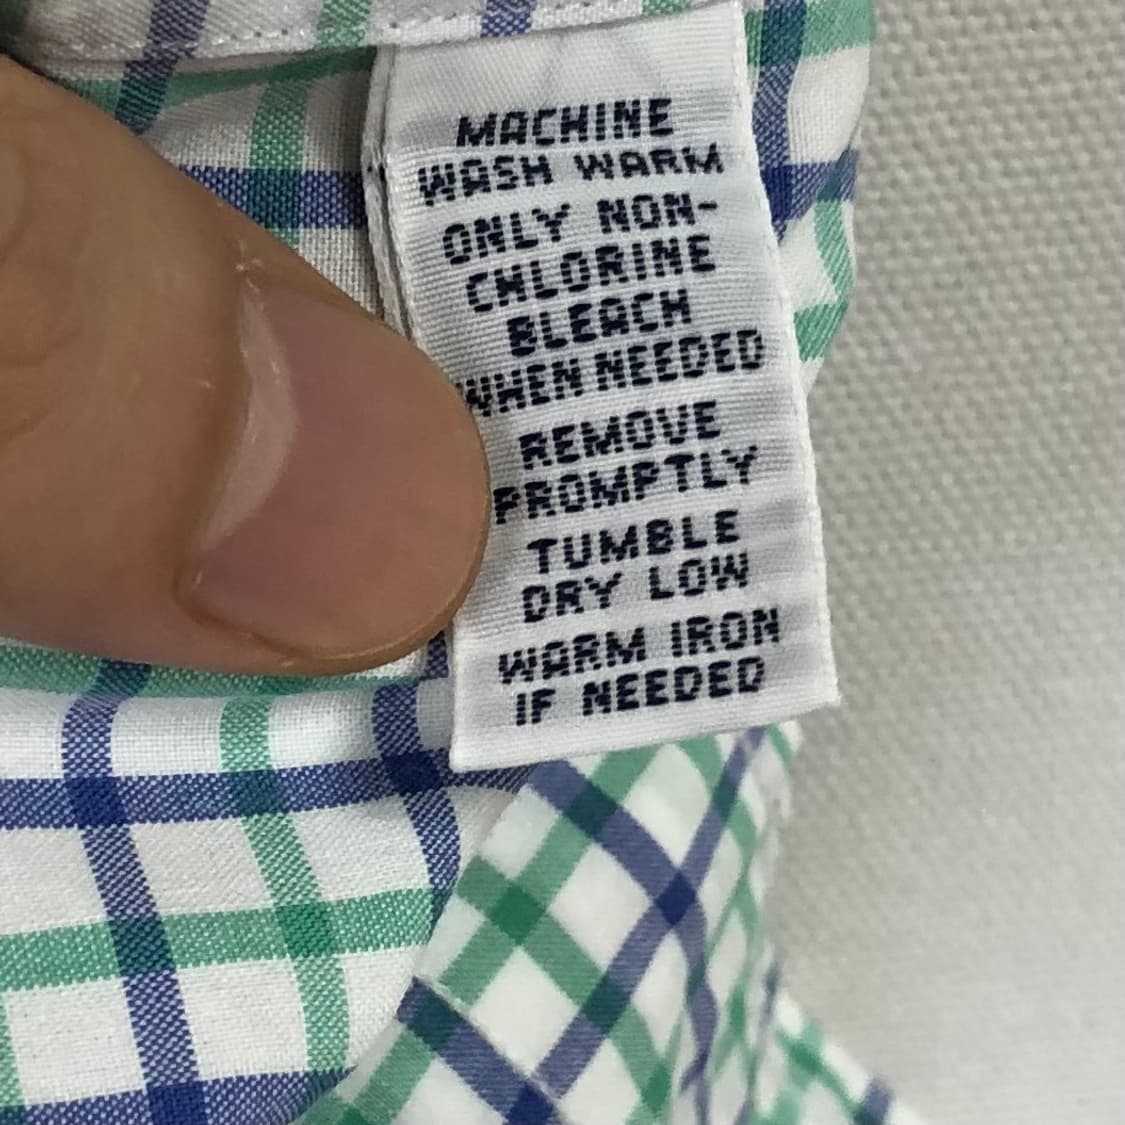 MACHINE
WASH WARM
ONLY NON-
CHLORINE
BLEACH
WHEN NEEDED
REMOVE
PROMPTLY
TUMBLE
DRY LOW
WARM IRON
IF NEEDED